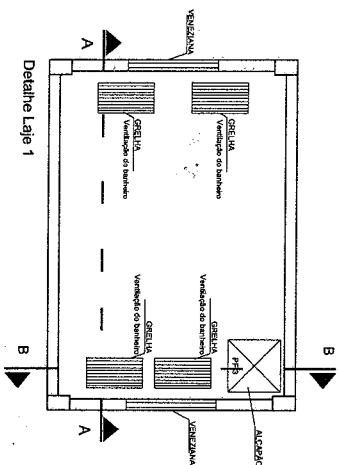 VENEZIANA
A
GRELHA
Ventilação do banheiro
GRELHA
Ventilação do banheiro
Detalhe Laje 1
GRELHA
Ventilação do banheiro
GRELHA
Ventilação do banheiro
PF3
B
B
A
VENEZIANA
ALÇAPÃO